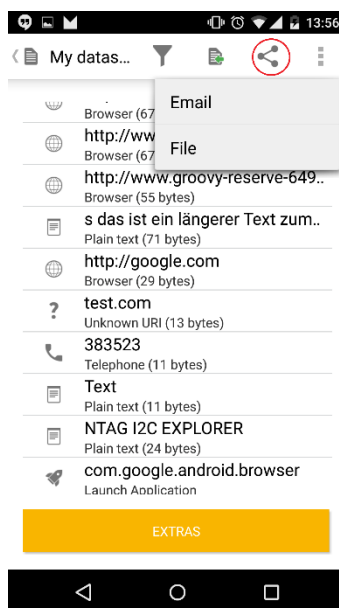 13:56
My datas...
Email
File
Browser (67
http://ww
Browser (67
http://www.groovy-reserve-649..
Browser (55 bytes)
s das ist ein längerer Text zum..
Plain text (71 bytes)
http://google.com
Browser (29 bytes)
test.com
Unknown URI (13 bytes)
383523
Telephone (11 bytes)
Text
Plain text (11 bytes)
NTAG I2C EXPLORER
Plain text (24 bytes)
com.google.android.browser
Launch Application
EXTRAS